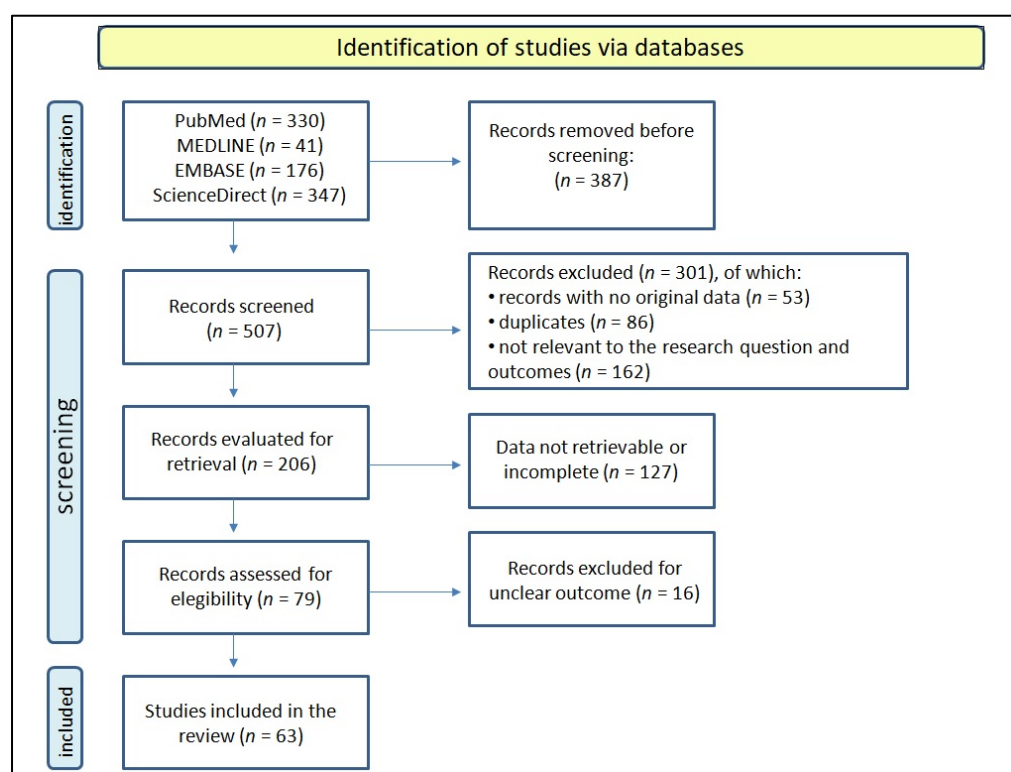 Identification of studies via databases
identification
PubMed (n = 330)
MEDLINE (n = 41)
EMBASE (n = 176)
ScienceDirect (n = 347)
Records removed before
screening:
(n = 387)
screening
Records screened
(n = 507)
Records excluded (n = 301), of which:
• records with no original data (n = 53)
• duplicates (n = 86)
• not relevant to the research question and
outcomes (n = 162)
Records evaluated for
retrieval (n = 206)
Data not retrievable or
incomplete (n = 127)
Records assessed for
elegibility (n = 79)
Records excluded for
unclear outcome (n = 16)
included
Studies included in the
review (n = 63)